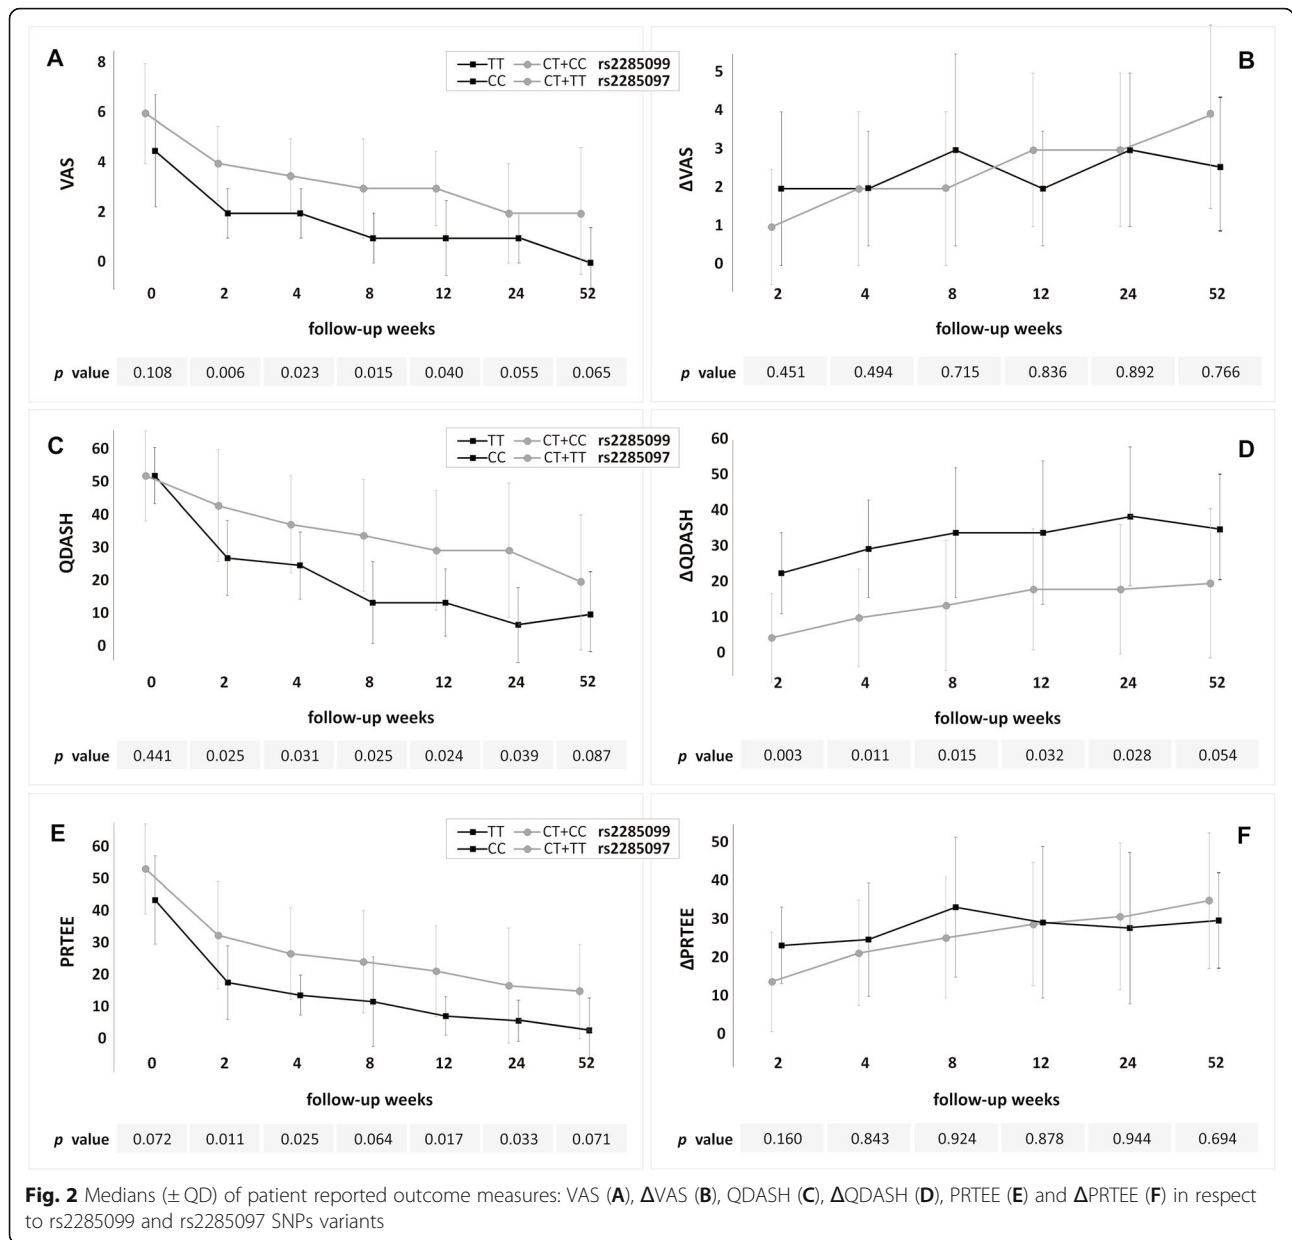 A
TT CT+CC rs2285099
CC CT+TT rs2285097
8
6
4
2
0
VAS
0 2 4 8 12 24 52
follow-up weeks
p value 0.108 0.006 0.023 0.015 0.040 0.055 0.065
B
5
4
3
2
1
0
ΔVAS
2 4 8 12 24 52
follow-up weeks
p value 0.451 0.494 0.715 0.836 0.892 0.766
C
TT CT+CC rs2285099
CC CT+TT rs2285097
60
50
40
30
20
10
0
QDASH
0 2 4 8 12 24 52
follow-up weeks
p value 0.441 0.025 0.031 0.025 0.024 0.039 0.087
D
60
50
40
30
20
10
0
ΔQDASH
2 4 8 12 24 52
follow-up weeks
p value 0.003 0.011 0.015 0.032 0.028 0.054
E
TT CT+CC rs2285099
CC CT+TT rs2285097
60
50
40
30
20
10
0
PRTEE
0 2 4 8 12 24 52
follow-up weeks
p value 0.072 0.011 0.025 0.064 0.017 0.033 0.071
F
50
40
30
20
10
0
ΔPRTEE
2 4 8 12 24 52
follow-up weeks
p value 0.160 0.843 0.924 0.878 0.944 0.694
Fig. 2 Medians (± QD) of patient reported outcome measures: VAS (A), ΔVAS (B), QDASH (C), ΔQDASH (D), PRTEE (E) and ΔPRTEE (F) in respect
to rs2285099 and rs2285097 SNPs variants